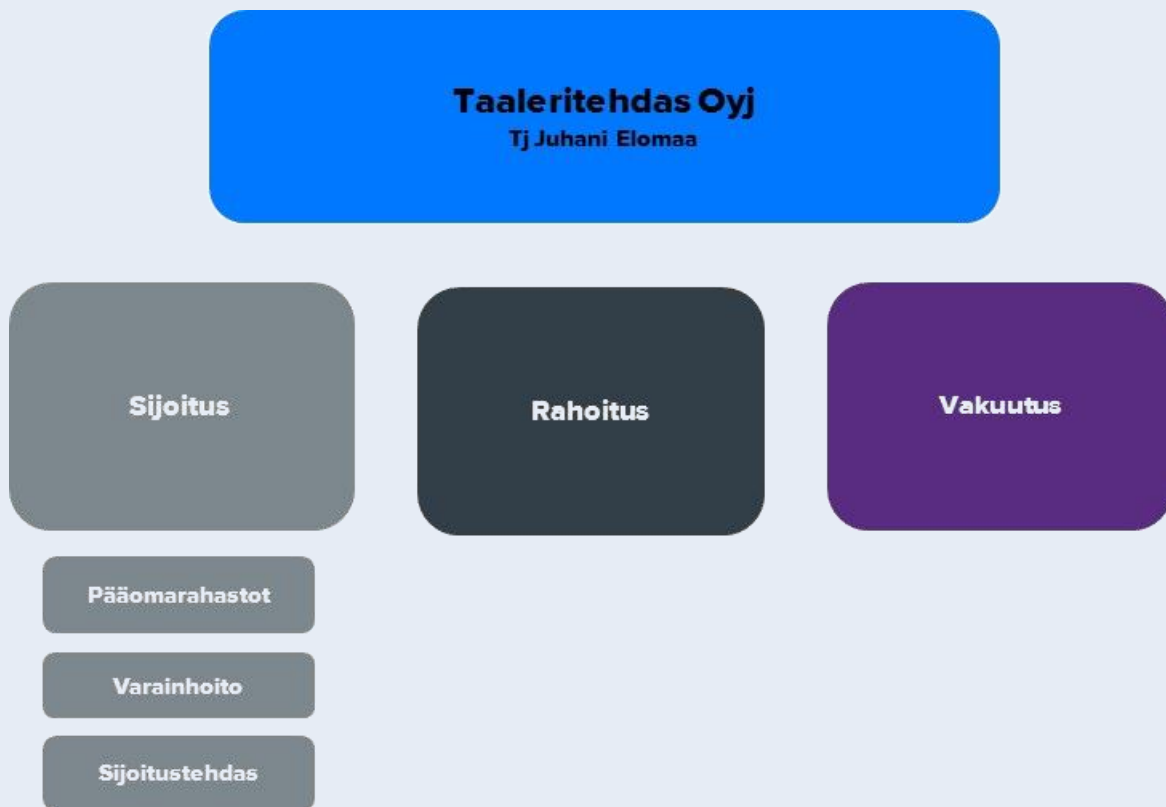 Taaleritehdas Oyj
Tj Juhani Elomaa
Sijoitus
Rahoitus
Vakuutus
Pääomarahastot
Varainhoito
Sijoitustehdas